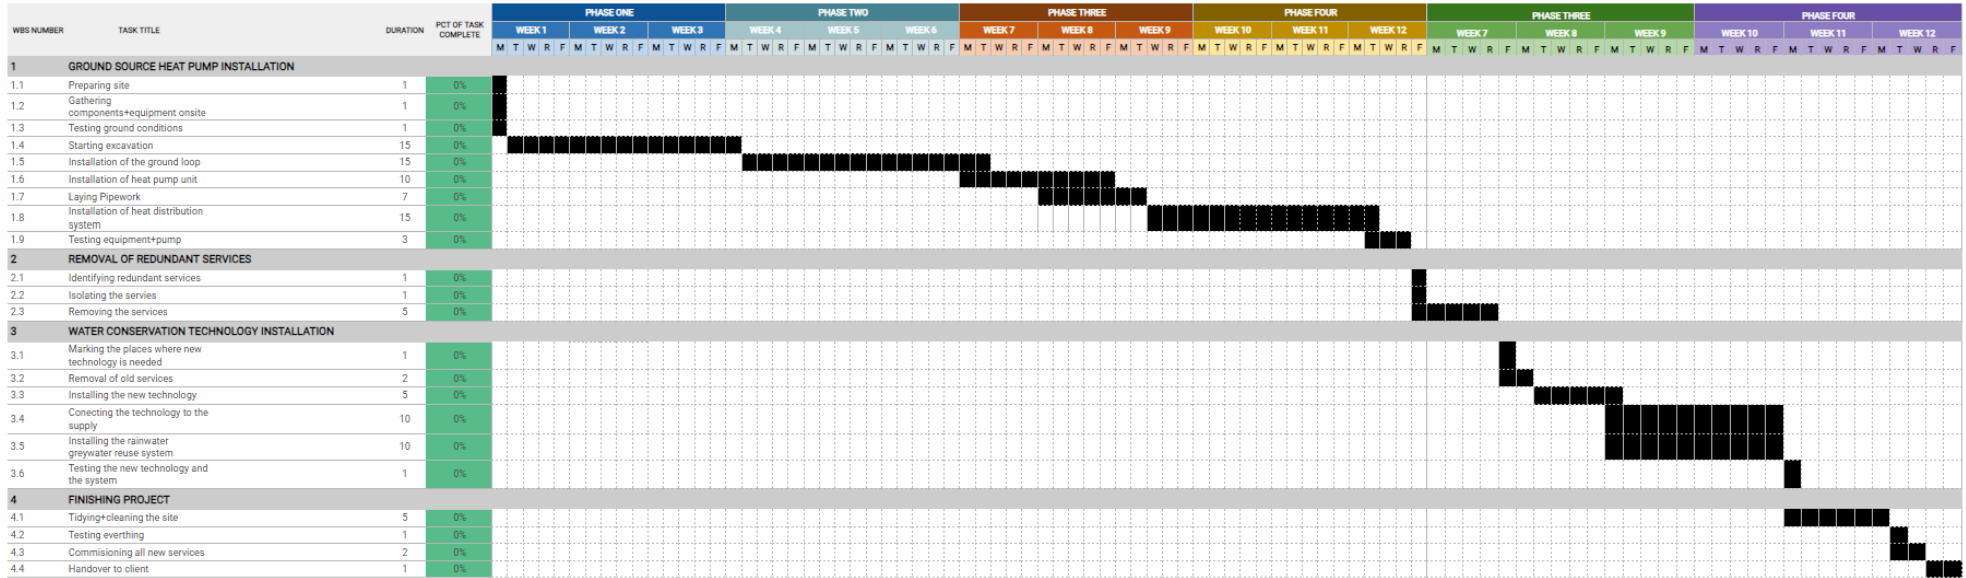 PHASE ONE PHASE TWO PHASE THREE PHASE FOUR PHASE THREE PHASE FOUR
WBS NUMBER TASK TITLE DURATION PCT OF TASK COMPLETE WEEK 1 WEEK 2 WEEK 3 WEEK 4 WEEK 5 WEEK 6 WEEK 7 WEEK 8 WEEK 9 WEEK 10 WEEK 11 WEEK 12 WEEK 7 WEEK 8 WEEK 9 WEEK 10 WEEK 11 WEEK 12
M T W R F M T W R F M T W R F M T W R F M T W R F M T W R F M T W R F M T W R F M T W R F M T W R F M T W R F M T W R F M T W R F M T W R F M T W R F M T W R F M T W R F M T W R F
1 GROUND SOURCE HEAT PUMP INSTALLATION
1.1 Preparing site 1 0%
1.2 Gathering
components+equipment onsite 1 0%
1.3 Testing ground conditions 1 0%
1.4 Starting excavation 15 0%
1.5 Installation of the ground loop 15 0%
1.6 Installation of heat pump unit 10 0%
1.7 Laying Pipework 7 0%
1.8 Installation of heat distribution
system 15 0%
1.9 Testing equipment+pump 3 0%
2 REMOVAL OF REDUNDANT SERVICES
2.1 Identifying redundant services 1 0%
2.2 Isolating the servies 1 0%
2.3 Removing the services 5 0%
3 WATER CONSERVATION TECHNOLOGY INSTALLATION
3.1 Marking the places where new
technology is needed 1 0%
3.2 Removal of old services 2 0%
3.3 Installing the new technology 5 0%
3.4 Conecting the technology to the
supply 10 0%
3.5 Installing the rainwater
greywater reuse system 10 0%
3.6 Testing the new technology and
the system 1 0%
4 FINISHING PROJECT
4.1 Tidying+cleaning the site 5 0%
4.2 Testing everthing 1 0%
4.3 Commisioning all new services 2 0%
4.4 Handover to client 1 0%